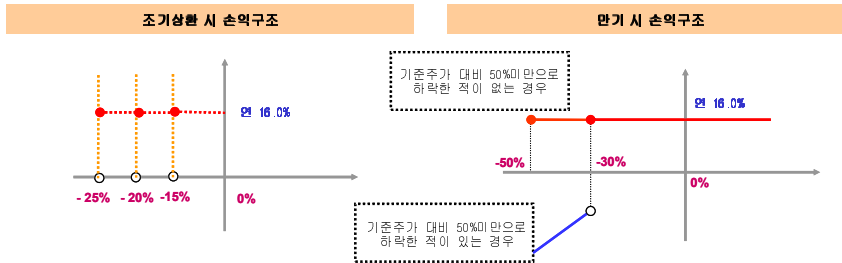 조기상환 시 손익구조
연 16.0%
- 25%
- 20%
-15%
0%
만기 시 손익구조
기준주가 대비 50%미만으로
하락한 적이 없는 경우
연 16.0%
-50%
-30%
0%
기준주가 대비 50%미만으로
하락한 적이 있는 경우